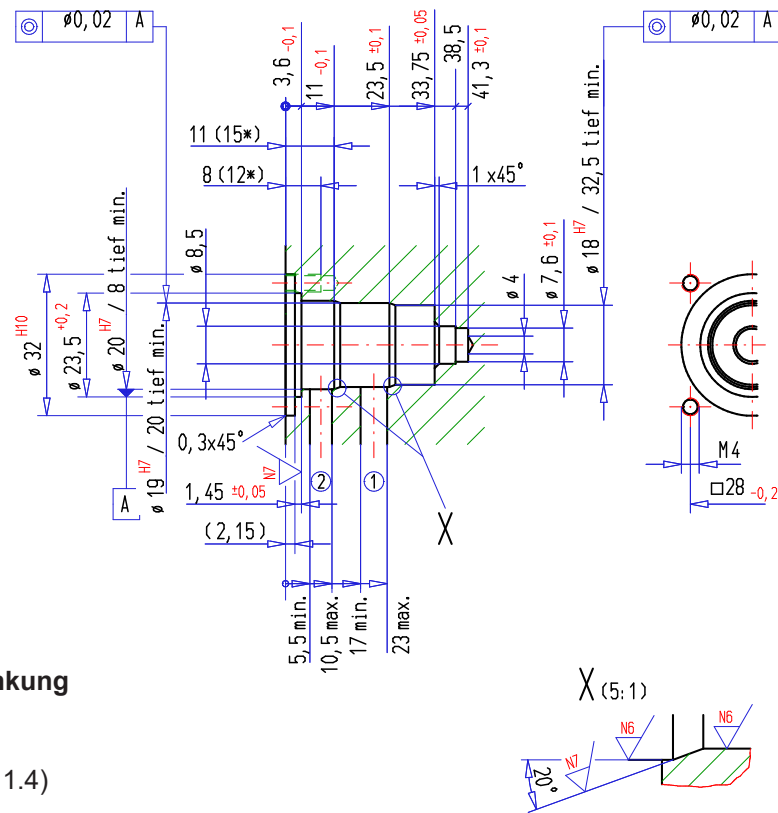 ⌾ ø0,02 A
⌾ ø0,02 A
3,6 -0,1
11 -0,1
23,5 ±0,1
33,75 ±0,05
38,5
41,3 ±0,1
11 (15*)
8 (12*)
1 x45°
ø 8,5
ø 4
ø 7,6 ±0,1
ø 18 H7 / 32,5 tief min.
ø 32 H10
ø 23,5 +0,2
ø 20 H7 / 8 tief min.
ø 19 H7 / 20 tief min.
A
0,3x45°
N7
1,45 ±0,05
(2,15)
2
1
X
5,5 min.
10,5 max.
17 min.
23 max.
M4
□28 -0,2
nkung
1.4)
X (5:1)
N6
N6
N7
20°